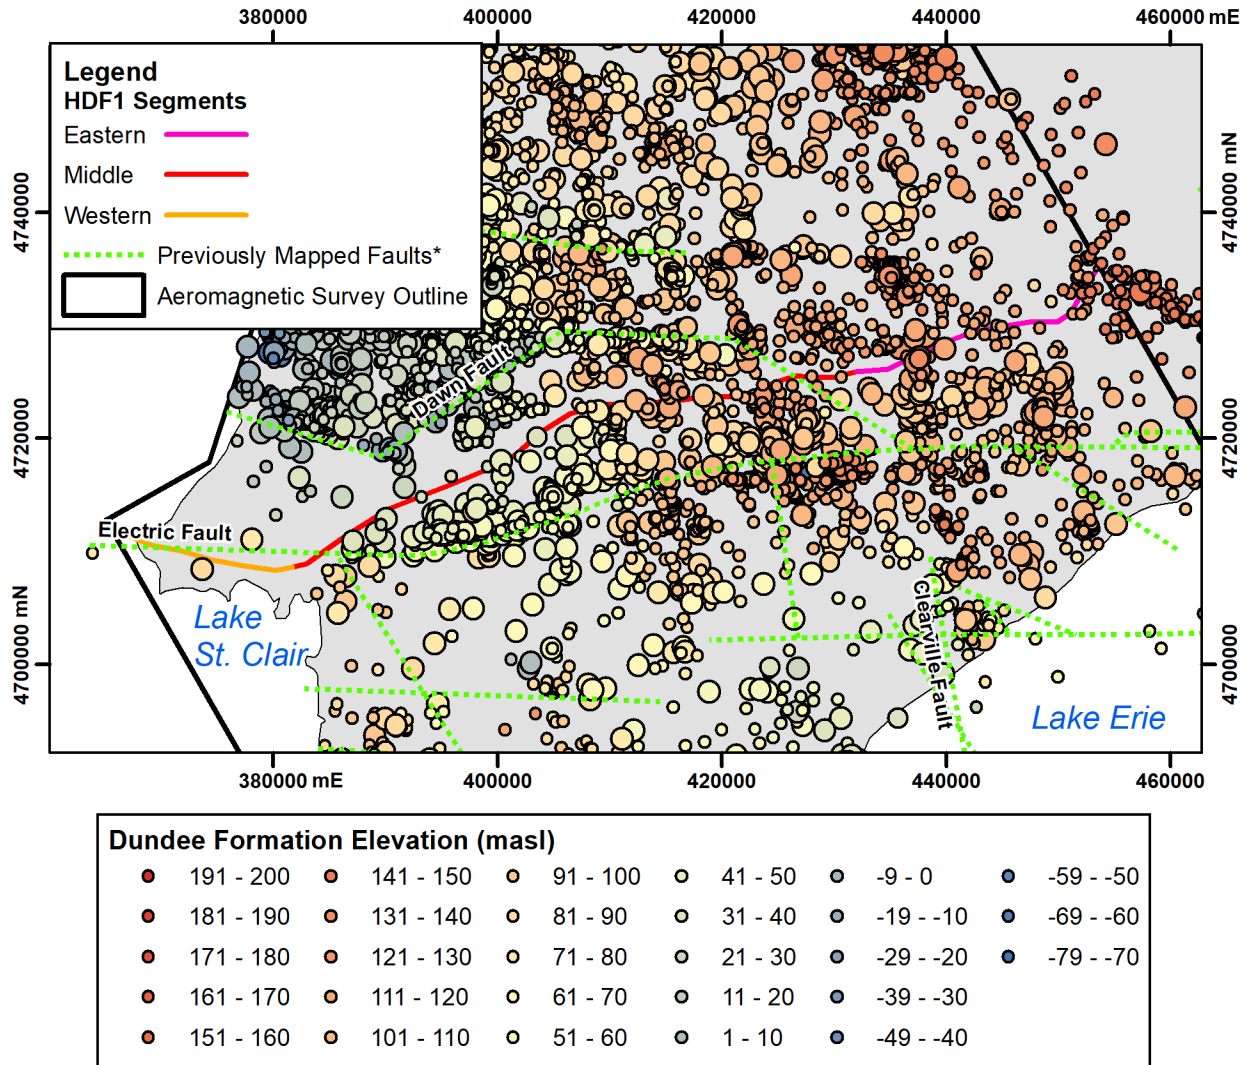 380000 400000 420000 440000 460000 mE
Legend
HDF1 Segments
Eastern
Middle
Western
Previously Mapped Faults*
Aeromagnetic Survey Outline
4740000
4720000
4700000 mN
4740000 mN
4720000
4700000
Dawn Fault
Electric Fault
Clearville Fault
Lake
St. Clair
Lake Erie
380000 mE 400000 420000 440000 460000
Dundee Formation Elevation (masl)
191 - 200 141 - 150 91 - 100 41 - 50 -9 - 0 -59 - -50
181 - 190 131 - 140 81 - 90 31 - 40 -19 - -10 -69 - -60
171 - 180 121 - 130 71 - 80 21 - 30 -29 - -20 -79 - -70
161 - 170 111 - 120 61 - 70 11 - 20 -39 - -30
151 - 160 101 - 110 51 - 60 1 - 10 -49 - -40